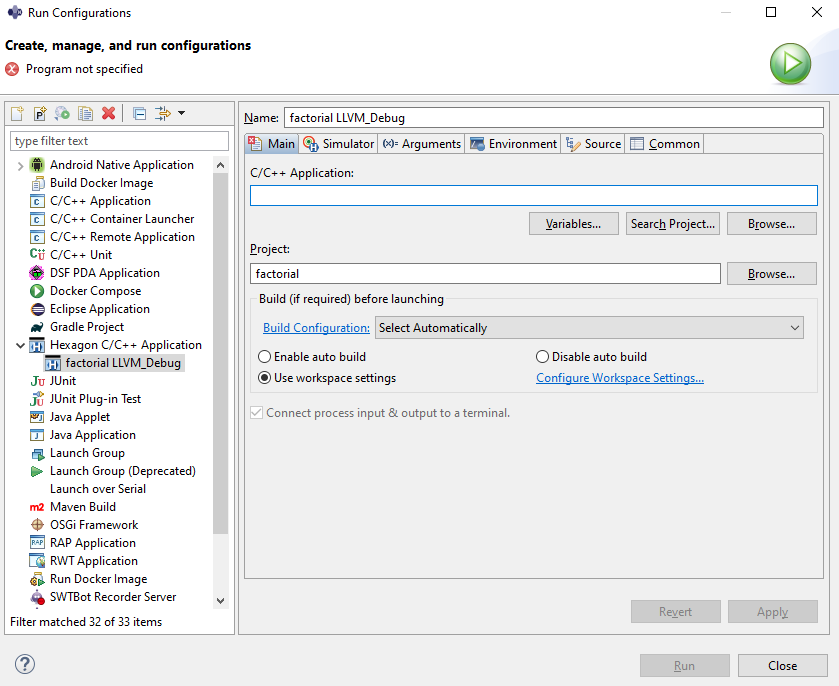 Run Configurations
Create, manage, and run configurations
Program not specified
type filter text
Android Native Application
Build Docker Image
C/C++ Application
C/C++ Container Launcher
C/C++ Remote Application
C/C++ Unit
DSF PDA Application
Docker Compose
Eclipse Application
Gradle Project
Hexagon C/C++ Application
factorial LLVM_Debug
JUnit
JUnit Plug-in Test
Java Applet
Java Application
Launch Group
Launch Group (Deprecated)
Launch over Serial
Maven Build
OSGi Framework
RAP Application
RWT Application
Run Docker Image
SWTBot Recorder Server
Filter matched 32 of 33 items
Name: factorial LLVM_Debug
Main Simulator Arguments Environment Source Common
C/C++ Application:
Variables... Search Project... Browse...
Project:
factorial Browse...
Build (if required) before launching
Build Configuration: Select Automatically
Enable auto build Disable auto build
Use workspace settings Configure Workspace Settings...
Connect process input & output to a terminal.
Revert Apply
Run Close